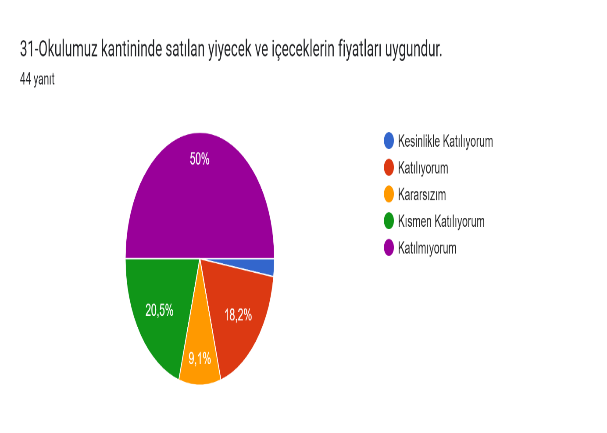 31-Okulumuz kantininde satılan yiyecek ve içeceklerin fiyatları uygundur.
44 yanıt
50%
20,5%
18,2%
9,1%
Kesinlikle Katılıyorum
Katılıyorum
Kararsızım
Kısmen Katılıyorum
Katılmıyorum